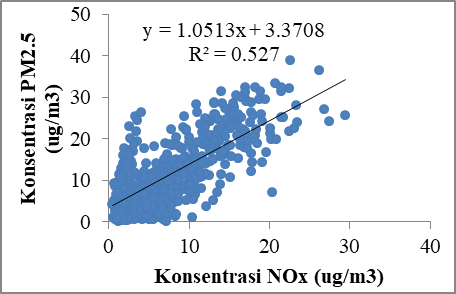 y = 1.0513x + 3.3708
R² = 0.527
Konsentrasi PM2.5
(ug/m3)
50
40
30
20
10
0
0 10 20 30 40
Konsentrasi NOx (ug/m3)